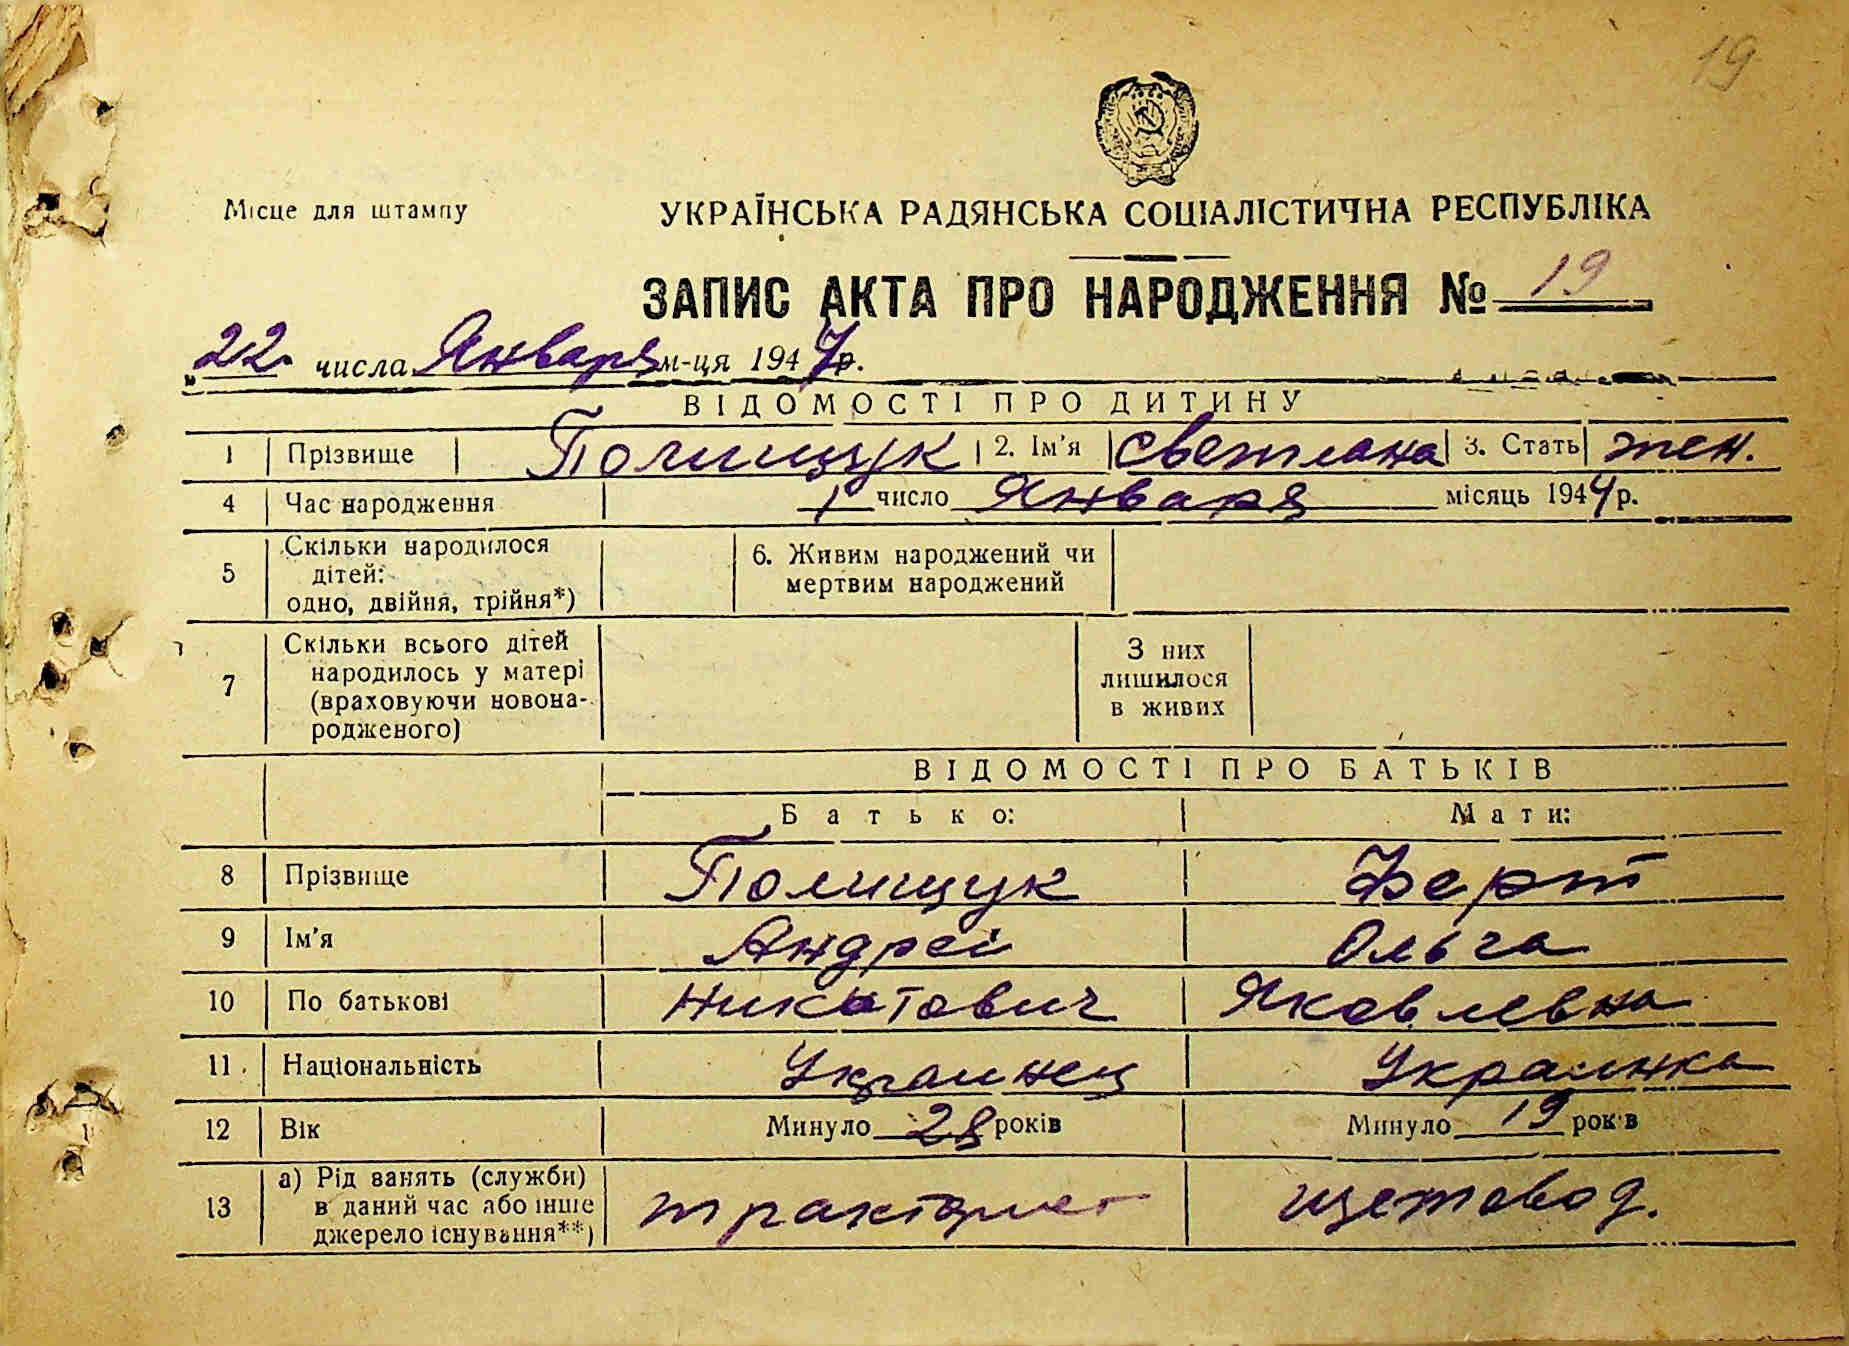 19
Місце для штампу
УКРАЇНСЬКА РАДЯНСЬКА СОЦІАЛІСТИЧНА РЕСПУБЛІКА
ЗАПИС АКТА ПРО НАРОДЖЕННЯ № 19
"22" числа Января м-ця 1947 р.
ВІДОМОСТІ ПРО ДИТИНУ
1 Прізвище Полищук 2. Ім'я Светлана 3. Стать жен.
4 Час народження 1 число Января місяць 1944 р.
5 Скільки народилося дітей: одно, двійня, трійня*) 6. Живим народжений чи мертвим народжений
7 Скільки всього дітей народилось у матері (враховуючи новонародженого) З них лишилося в живих
ВІДОМОСТІ ПРО БАТЬКІВ
Батько: Мати:
8 Прізвище Полищук Ферт
9 Ім'я Андрей Ольга
10 По батькові Никитович Яковлевна
11 Національність Украинец Украинка
12 Вік Минуло 28 років Минуло 19 років
13 а) Рід занять (служби) в даний час або інше джерело існування**) тракторист щетовод.